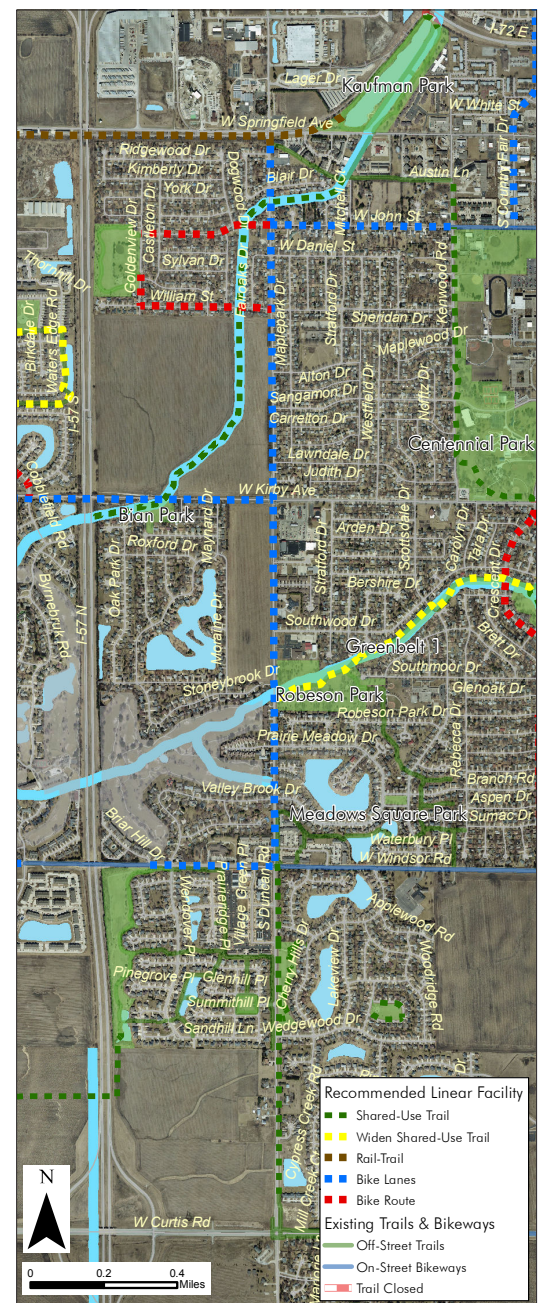 I-72 E
Lager Dr
Kaufman Park
W White St
W Springfield Ave
S Country Fair Dr
Ridgewood Dr
Kimberly Dr
Dogwood Dr
Blair Dr
Austin Ln
York Dr
Mitchell Ct
Castleton Dr
Goldenview Dr
W John St
W Daniel St
Sylvan Dr
Thornhill Dr
Kenwood Rd
William St
Maplepark Dr
Stratford Dr
Sheridan Dr
Birkdale Dr
Waters Edge Rd
Maplewood Dr
Alton Dr
Sangamon Dr
Westfield Dr
Nofftz Dr
I-57 S
Carrelton Dr
Centennial Park
Lawndale Dr
Judith Dr
Copperfield Rd
W Kirby Ave
Bian Park
Maynard Dr
Arden Dr
Scottsdale Dr
Carolyn Dr
Tara Dr
Roxford Dr
Oak Park Dr
Stratford Dr
Bershire Dr
Crescent Dr
Byrnebruk Rd
I-57 N
Moraine Dr
Southwood Dr
Brett Dr
Greenbelt 1
Southmoor Dr
Stoneybrook Dr
Glenoak Dr
Robeson Park
Robeson Park Dr
Rebecca Dr
Prairie Meadow Dr
Branch Rd
Valley Brook Dr
Aspen Dr
Meadows Square Park
Sumac Dr
Briar Hill Dr
Waterbury Pl
W Windsor Rd
Wendover Pl
Prairieridge Pl
Village Green Pl
S Duncan Rd
Applewood Rd
Cherry Hills Dr
Lakeview Dr
Woodridge Rd
Pinegrove Pl
Glenhill Pl
Summithill Pl
Sandhill Ln
Wedgewood Dr
Dr
Cypress Creek Rd
Mill Creek Ct
W Curtis Rd
Recommended Linear Facility
Shared-Use Trail
Widen Shared-Use Trail
Rail-Trail
Bike Lanes
Bike Route
Existing Trails & Bikeways
Off-Street Trails
On-Street Bikeways
Trail Closed
N
0 0.2 0.4
Miles